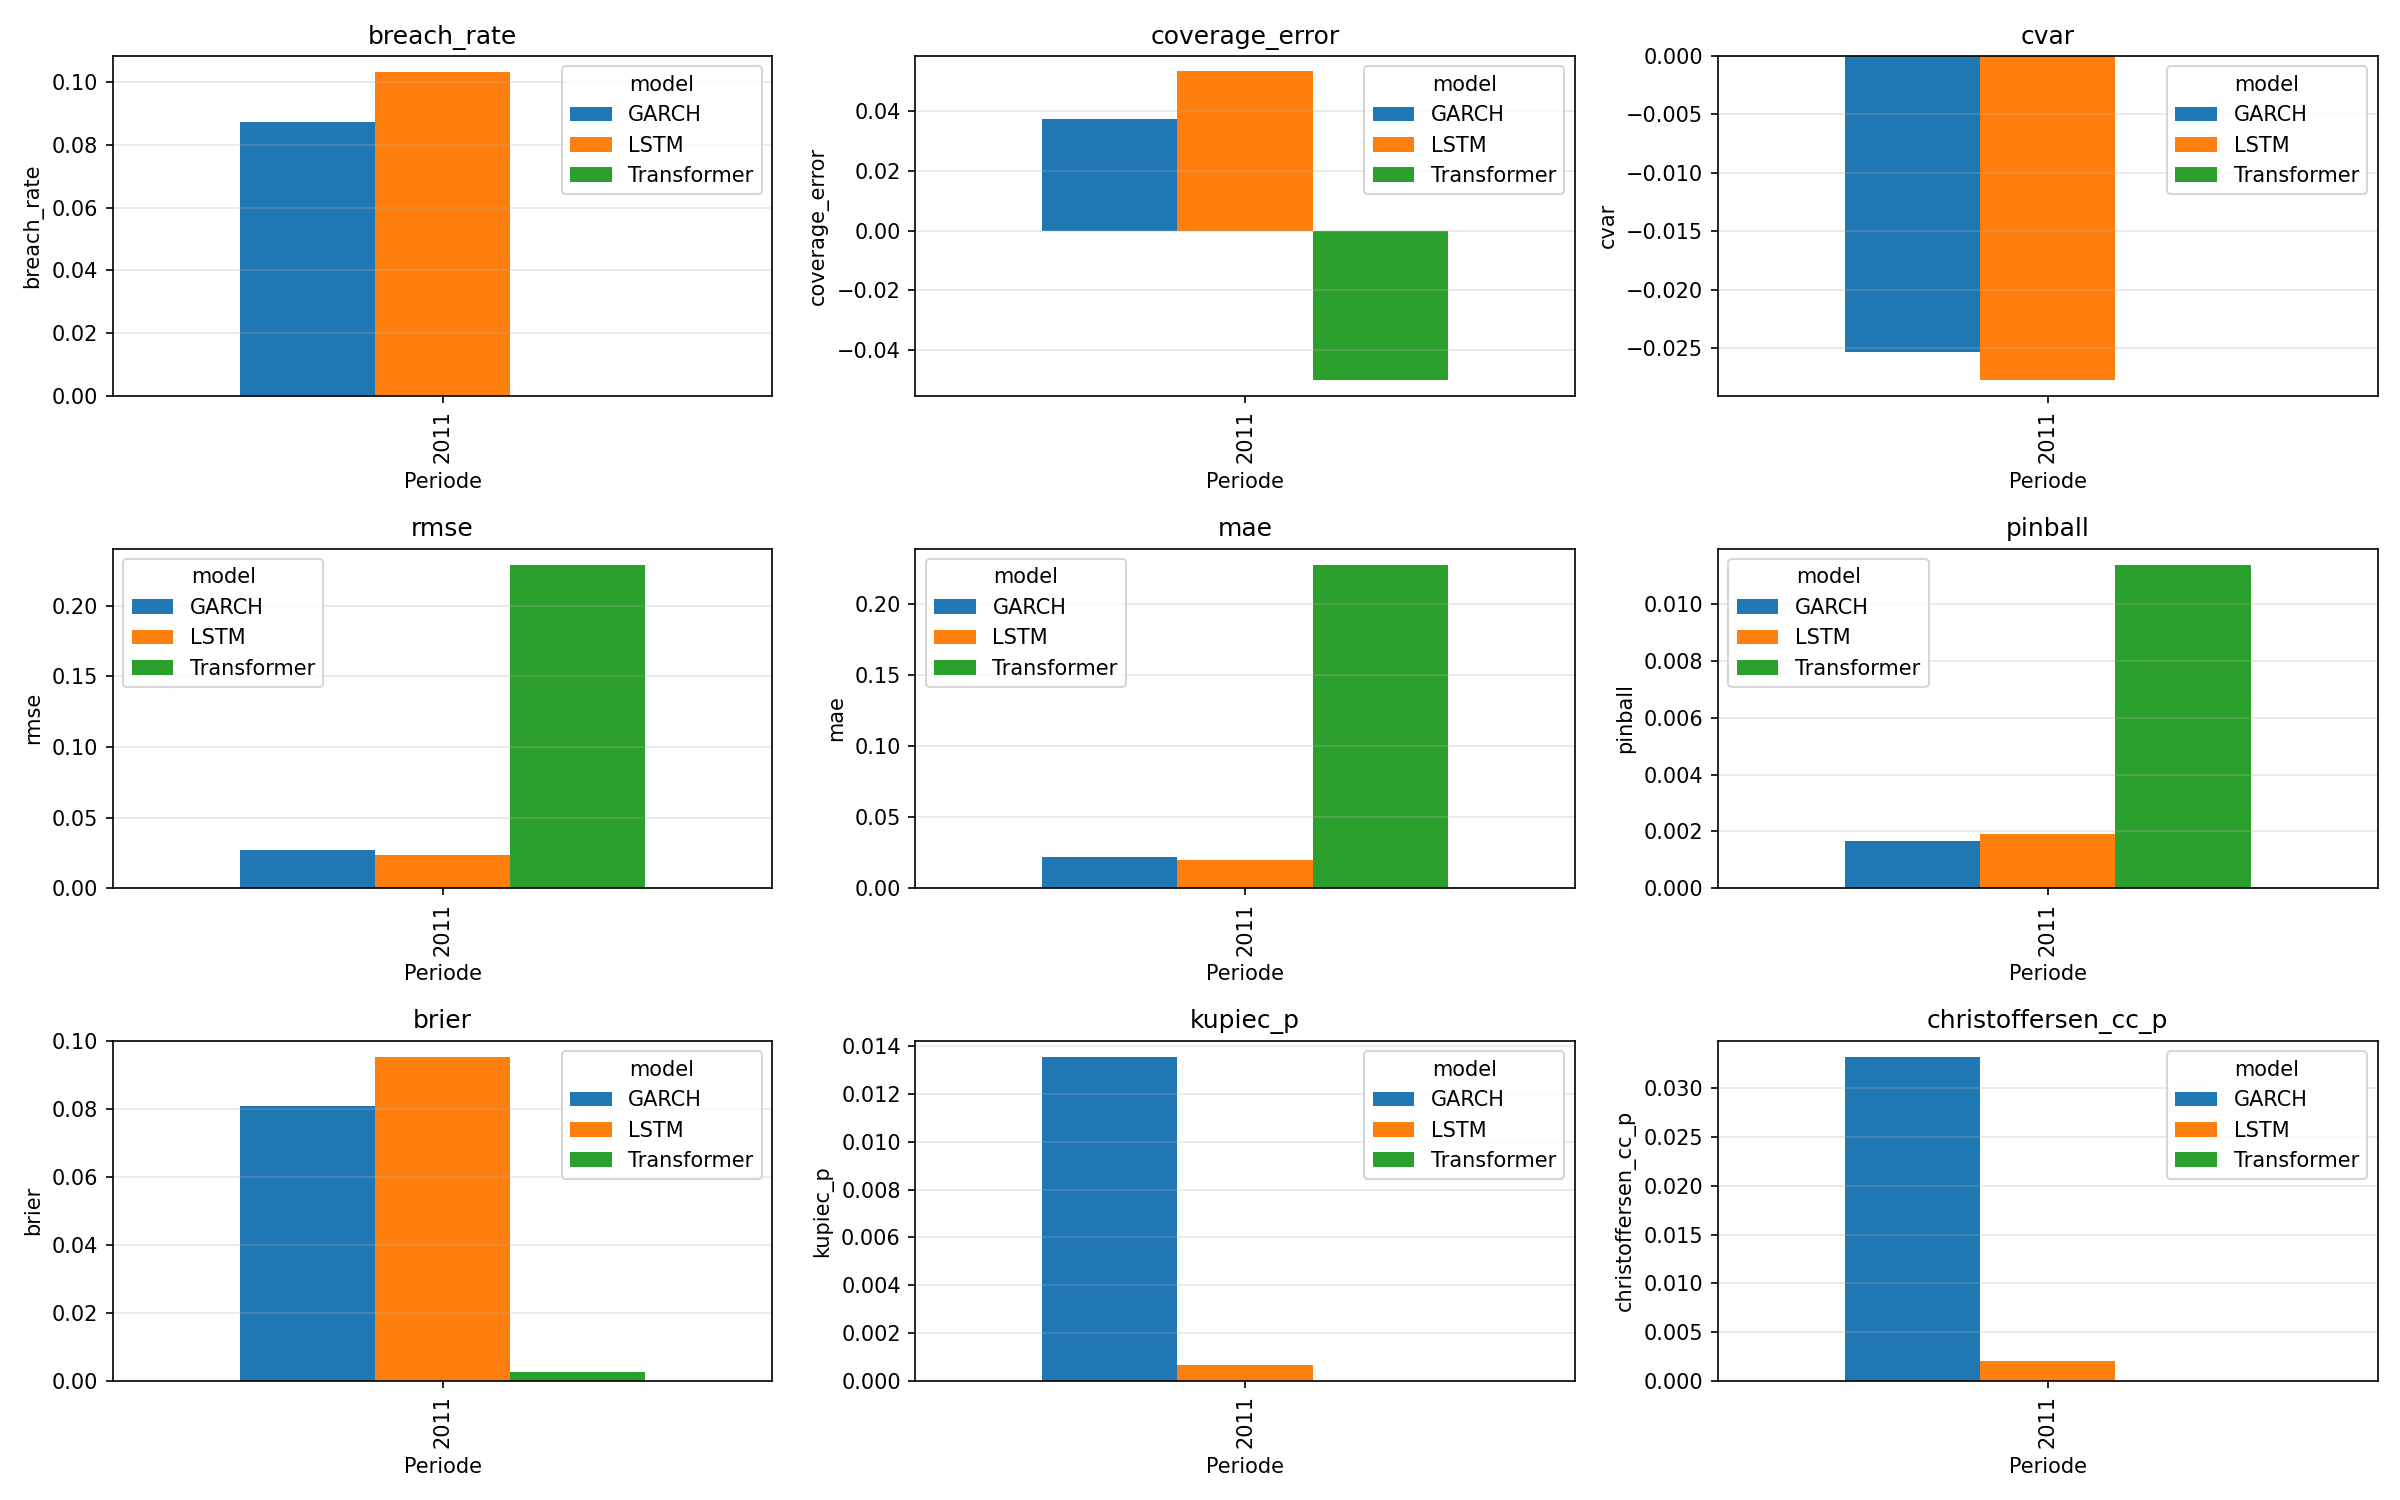 breach_rate
breach_rate
0.10
0.08
0.06
0.04
0.02
0.00
model
GARCH
LSTM
Transformer
2011
Periode
coverage_error
coverage_error
0.04
0.02
0.00
−0.02
−0.04
model
GARCH
LSTM
Transformer
2011
Periode
cvar
cvar
0.000
−0.005
−0.010
−0.015
−0.020
−0.025
model
GARCH
LSTM
Transformer
2011
Periode
rmse
rmse
0.20
0.15
0.10
0.05
0.00
model
GARCH
LSTM
Transformer
2011
Periode
mae
mae
0.20
0.15
0.10
0.05
0.00
model
GARCH
LSTM
Transformer
2011
Periode
pinball
pinball
0.010
0.008
0.006
0.004
0.002
0.000
model
GARCH
LSTM
Transformer
2011
Periode
brier
brier
0.10
0.08
0.06
0.04
0.02
0.00
model
GARCH
LSTM
Transformer
2011
Periode
kupiec_p
kupiec_p
0.014
0.012
0.010
0.008
0.006
0.004
0.002
0.000
model
GARCH
LSTM
Transformer
2011
Periode
christoffersen_cc_p
christoffersen_cc_p
0.030
0.025
0.020
0.015
0.010
0.005
0.000
model
GARCH
LSTM
Transformer
2011
Periode